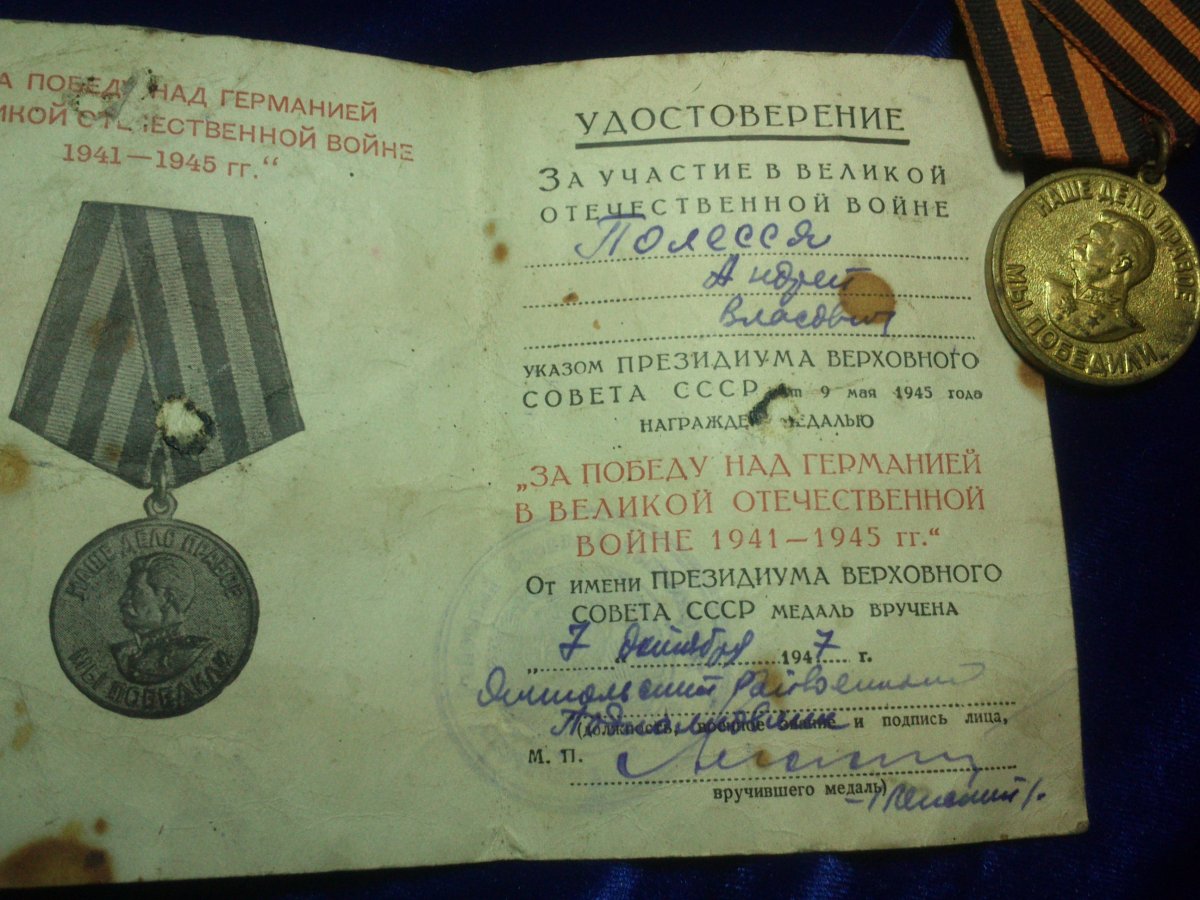 А ПОБЕДУ НАД ГЕРМАНИЕЙ
ИКОЙ ОТЕЧЕСТВЕННОЙ ВОЙНЕ
1941—1945 гг.“
НАШЕ ДЕЛО ПРАВОЕ
МЫ ПОБЕДИЛИ
УДОСТОВЕРЕНИЕ
ЗА УЧАСТИЕ В ВЕЛИКОЙ
ОТЕЧЕСТВЕННОЙ ВОЙНЕ
Полесся
Андрей
Власович
УКАЗОМ ПРЕЗИДИУМА ВЕРХОВНОГО
СОВЕТА СССР от 9 мая 1945 года
НАГРАЖДЕН МЕДАЛЬЮ
„ЗА ПОБЕДУ НАД ГЕРМАНИЕЙ
В ВЕЛИКОЙ ОТЕЧЕСТВЕННОЙ
ВОЙНЕ 1941—1945 гг.“
ОТ ИМЕНИ ПРЕЗИДИУМА ВЕРХОВНОГО
СОВЕТА СССР МЕДАЛЬ ВРУЧЕНА
„7 октября 1947 г.
Райвоенком
Подполковник
(должность, военное звание и подпись лица,
М. П.
вручившего медаль)
НАШЕ ДЕЛО ПРАВОЕ
МЫ ПОБЕДИЛИ